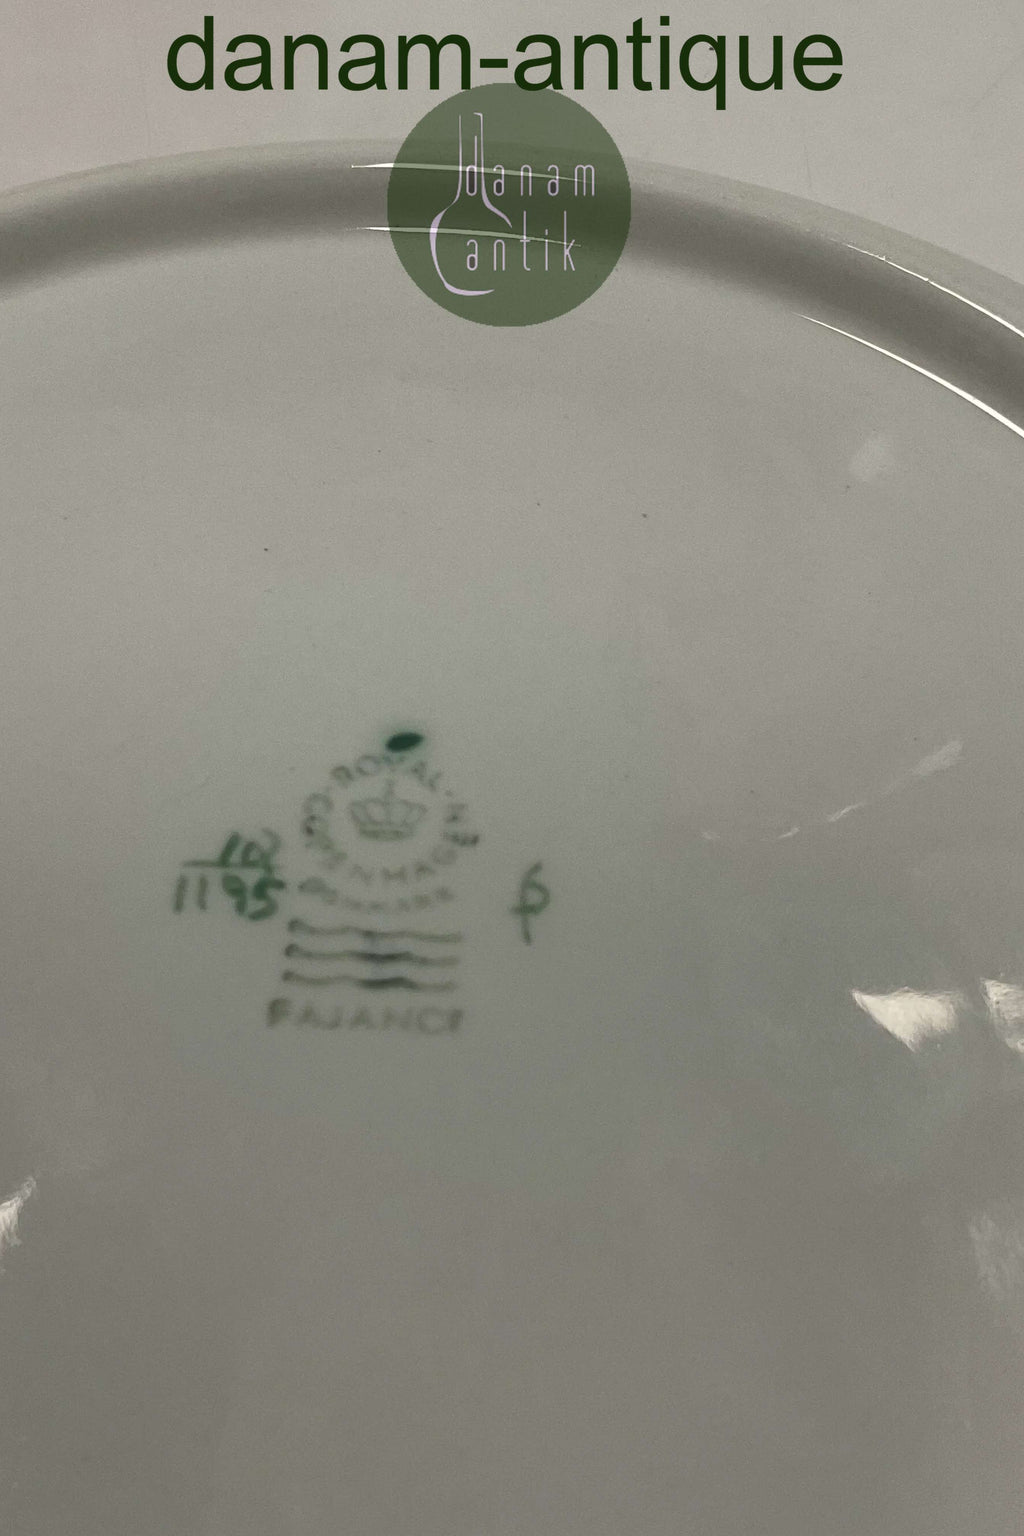 danam-antique
danam
antik
ROYAL
COPENHAGEN
DENMARK
10
1195
FAJANCE